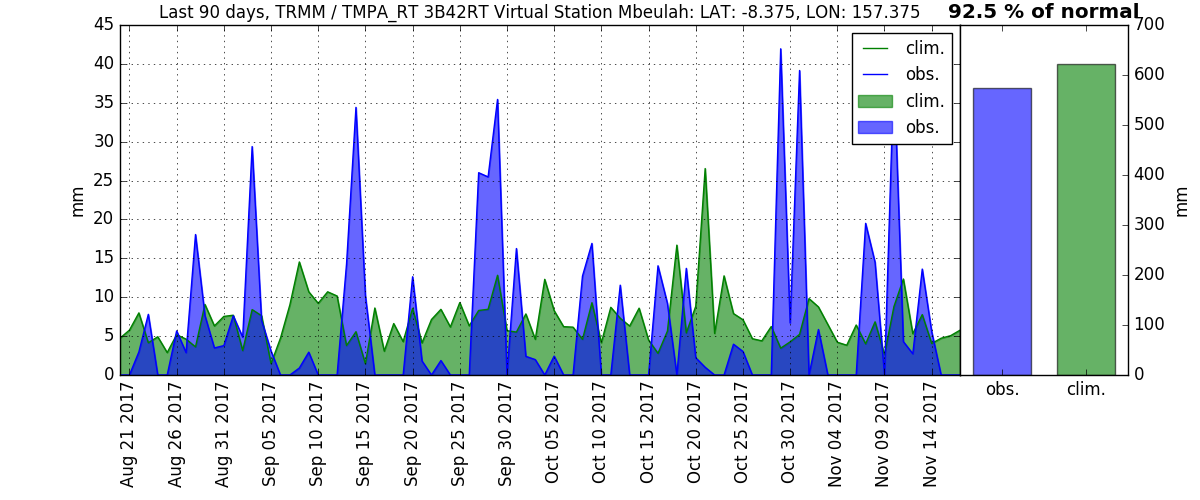 Last 90 days, TRMM / TMPA_RT 3B42RT Virtual Station Mbeulah: LAT: -8.375, LON: 157.375
92.5 % of normal
mm
45
40
35
30
25
20
15
10
5
0
clim.
obs.
clim.
obs.
Aug 21 2017
Aug 26 2017
Aug 31 2017
Sep 05 2017
Sep 10 2017
Sep 15 2017
Sep 20 2017
Sep 25 2017
Sep 30 2017
Oct 05 2017
Oct 10 2017
Oct 15 2017
Oct 20 2017
Oct 25 2017
Oct 30 2017
Nov 04 2017
Nov 09 2017
Nov 14 2017
700
600
500
400
300
200
100
0
mm
obs.
clim.